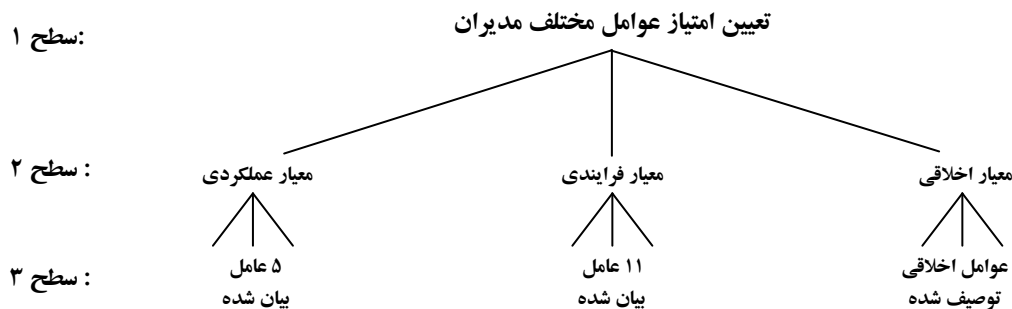 تعیین امتیاز عوامل مختلف مدیران
سطح ۱:
معیار اخلاقی
معیار فرایندی
معیار عملکردی
سطح ۲ :
عوامل اخلاقی
توصیف شده
۱۱ عامل
بیان شده
۵ عامل
بیان شده
سطح ۳ :